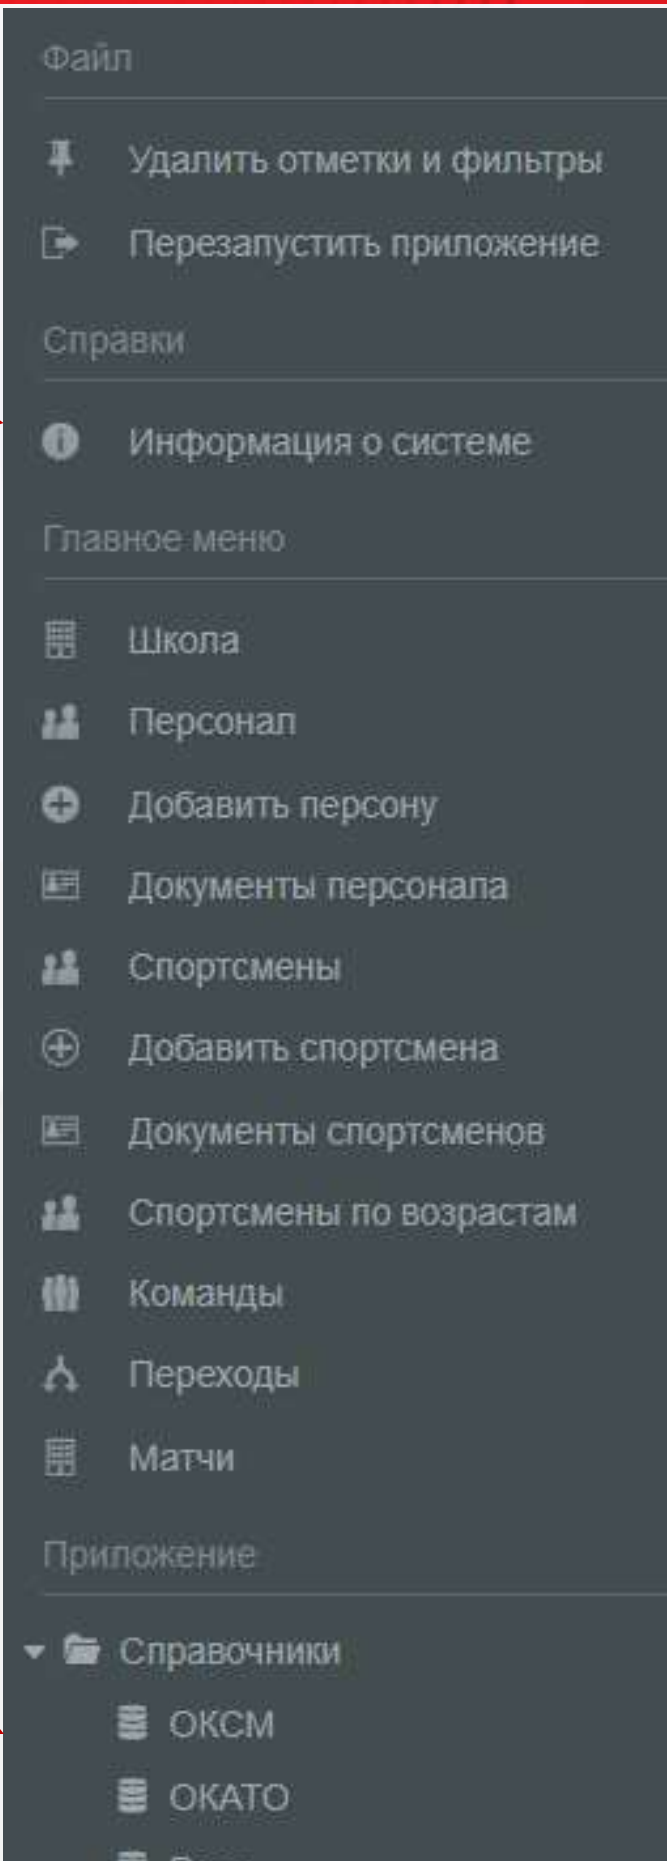 Файл
Удалить отметки и фильтры
Перезапустить приложение
Справки
Информация о системе
Главное меню
Школа
Персонал
Добавить персону
Документы персонала
Спортсмены
Добавить спортсмена
Документы спортсменов
Спортсмены по возрастам
Команды
Переходы
Матчи
Приложение
Справочники
ОКСМ
ОКАТО